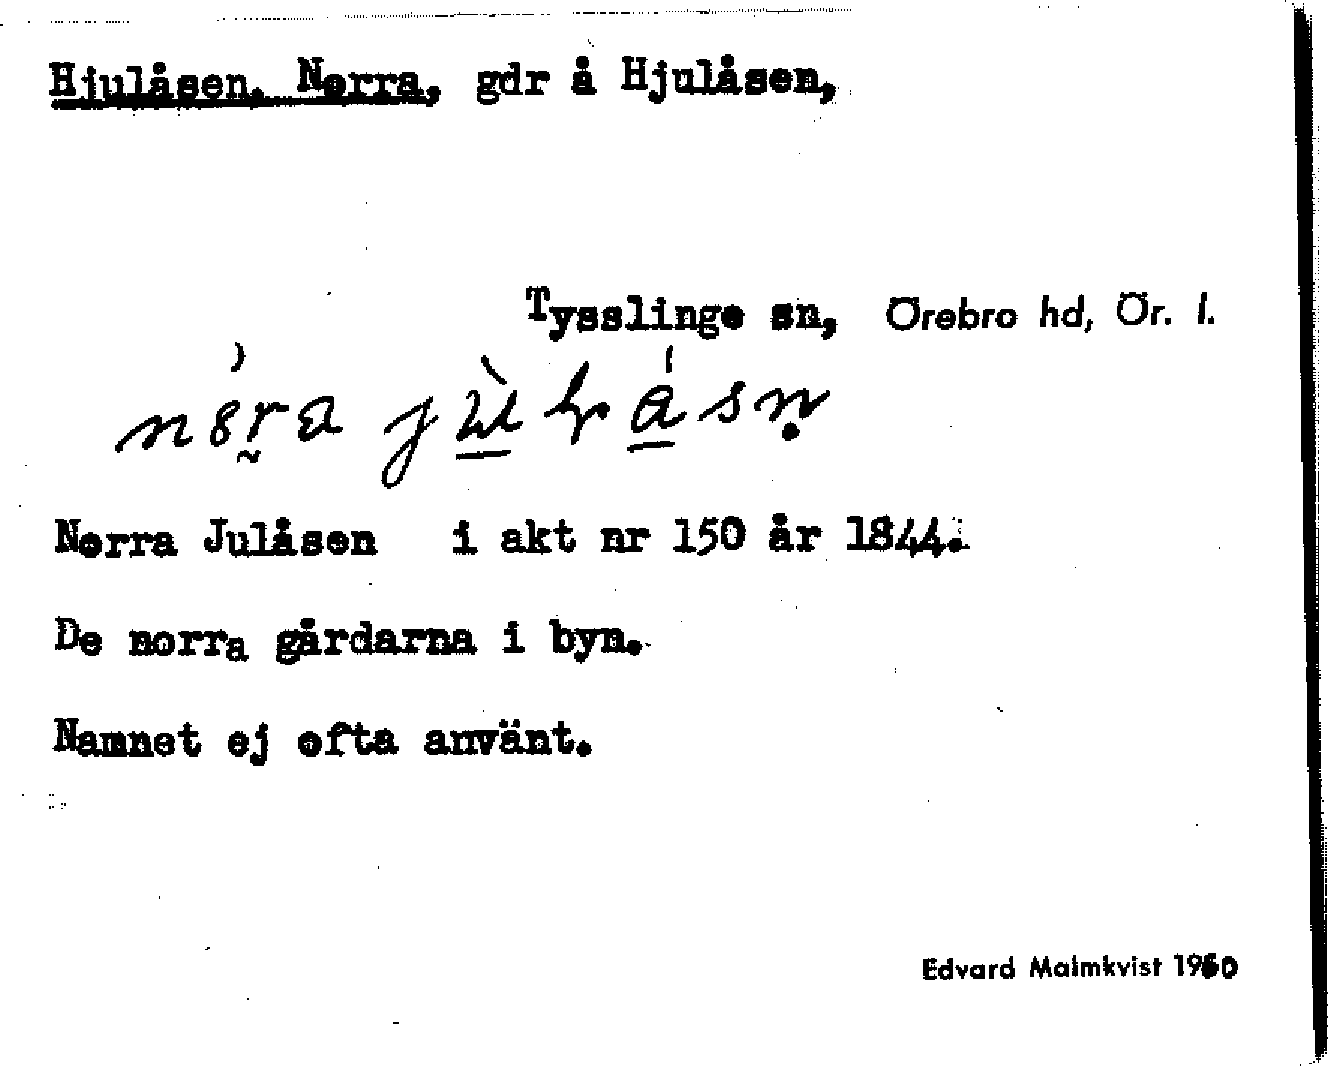 Hjulåsen, Norra, gdr å Hjulåsen,
Tysslinge sn, Örebro hd, Ör. l.
Norra Julåsen i akt nr 150 år 1844.
De norra gårdarna i byn.
Namnet ej ofta använt.
Edvard Malmkvist